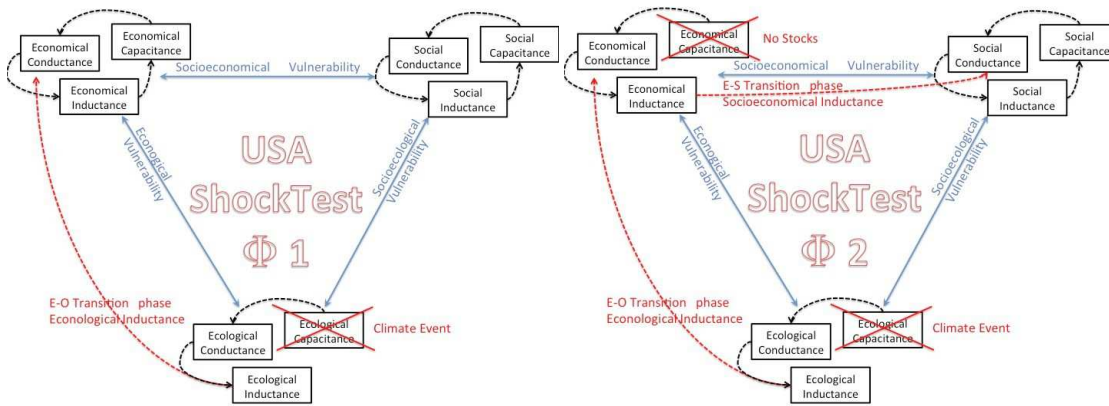 Economical
Conductance
Economical
Capacitance
Economical
Inductance
Social
Conductance
Social
Capacitance
Social
Inductance
Socioeconomical Vulnerability
Econogical
Vulnerability
Socioecological
Vulnerability
USA
ShockTest
Φ 1
E-O Transition phase
Econological Inductance
Ecological
Conductance
Ecological
Capacitance
Climate Event
Ecological
Inductance
Economical
Conductance
Economical
Capacitance
No Stocks
Economical
Inductance
Social
Conductance
Social
Capacitance
Social
Inductance
Socioeconomical Vulnerability
E-S Transition phase
Socioeconomical Inductance
Econogical
Vulnerability
Socioecological
Vulnerability
USA
ShockTest
Φ 2
E-O Transition phase
Econological Inductance
Ecological
Conductance
Ecological
Capacitance
Climate Event
Ecological
Inductance